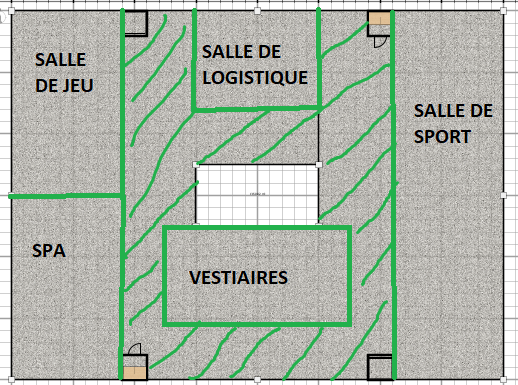 SALLE
DE JEU
SALLE DE
LOGISTIQUE
SALLE DE
SPORT
SPA
VESTIAIRES